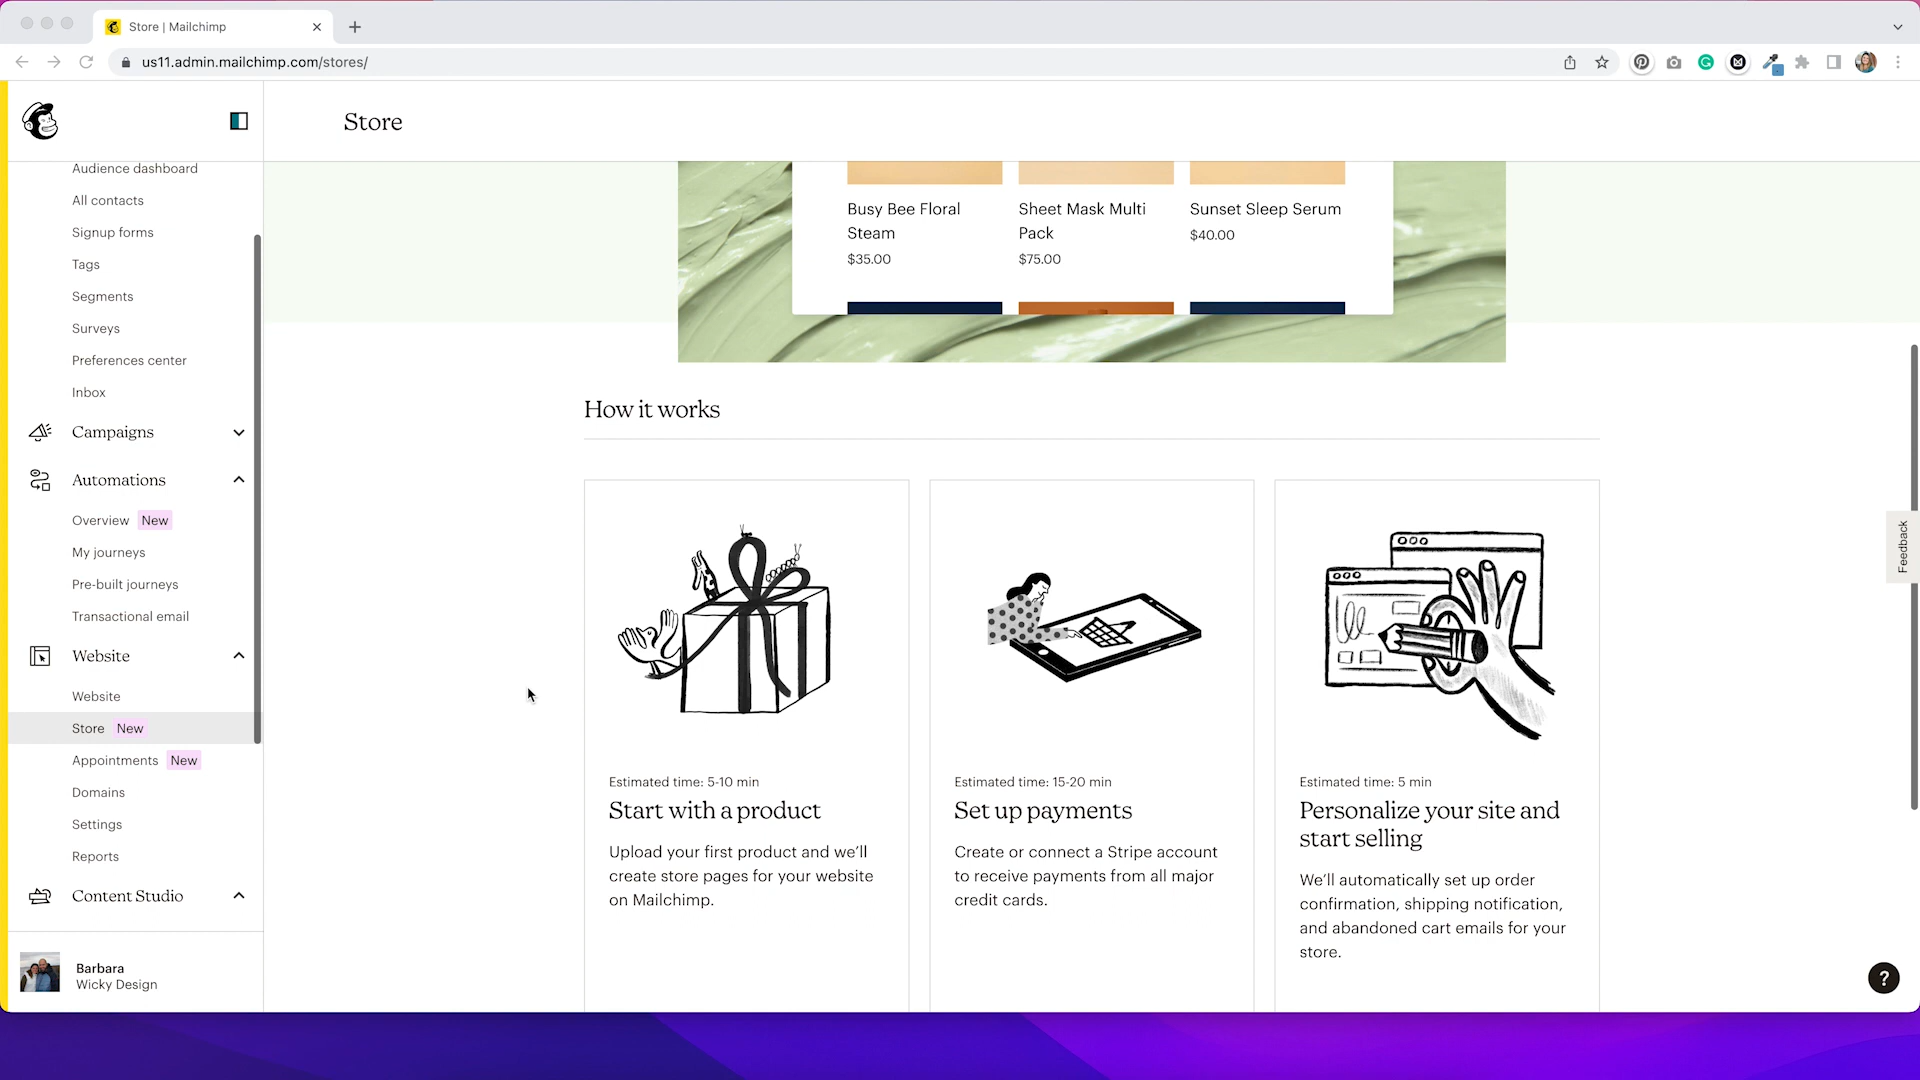 Store | Mailchimp
us11.admin.mailchimp.com/stores/
Store
Audience dashboard
All contacts
Signup forms
Tags
Segments
Surveys
Preferences center
Inbox
Campaigns
Automations
Overview New
My journeys
Pre-built journeys
Transactional email
Website
Website
Store New
Appointments New
Domains
Settings
Reports
Content Studio
Barbara
Wicky Design
Busy Bee Floral
Steam
$35.00
Sheet Mask Multi
Pack
$75.00
Sunset Sleep Serum
$40.00
How it works
Estimated time: 5-10 min
Start with a product
Upload your first product and we’ll
create store pages for your website
on Mailchimp.
Estimated time: 15-20 min
Set up payments
Create or connect a Stripe account
to receive payments from all major
credit cards.
Estimated time: 5 min
Personalize your site and
start selling
We’ll automatically set up order
confirmation, shipping notification,
and abandoned cart emails for your
store.
Feedback
?